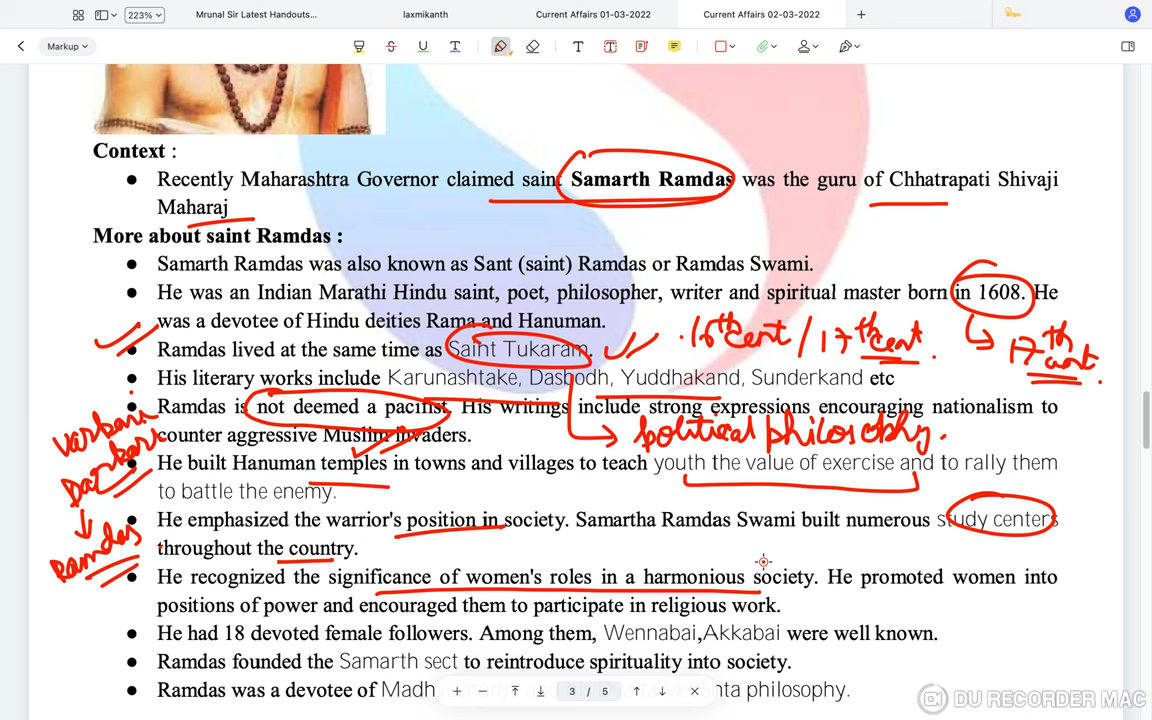 223%
Mrunal Sir Latest Handouts...
laxmikanth
Current Affairs 01-03-2022
Current Affairs 02-03-2022
Markup
Context :
Recently Maharashtra Governor claimed saint Samarth Ramdas was the guru of Chhatrapati Shivaji
Maharaj
More about saint Ramdas :
Samarth Ramdas was also known as Sant (saint) Ramdas or Ramdas Swami.
He was an Indian Marathi Hindu saint, poet, philosopher, writer and spiritual master born in 1608. He
was a devotee of Hindu deities Rama and Hanuman.
Ramdas lived at the same time as Saint Tukaram. 16th cent / 17th cent. 17th cent.
His literary works include Karunashtake, Dasbodh, Yuddhakand, Sunderkand etc
Ramdas is not deemed a pacifist. His writings include strong expressions encouraging nationalism to
counter aggressive Muslim invaders. political philosophy.
Varkari
Darkari
Ramdas
He built Hanuman temples in towns and villages to teach youth the value of exercise and to rally them
to battle the enemy.
He emphasized the warrior's position in society. Samartha Ramdas Swami built numerous study centers
throughout the country.
He recognized the significance of women's roles in a harmonious society. He promoted women into
positions of power and encouraged them to participate in religious work.
He had 18 devoted female followers. Among them, Wennabai,Akkabai were well known.
Ramdas founded the Samarth sect to reintroduce spirituality into society.
Ramdas was a devotee of Madh nta philosophy.
3 / 5
DU RECORDER MAC